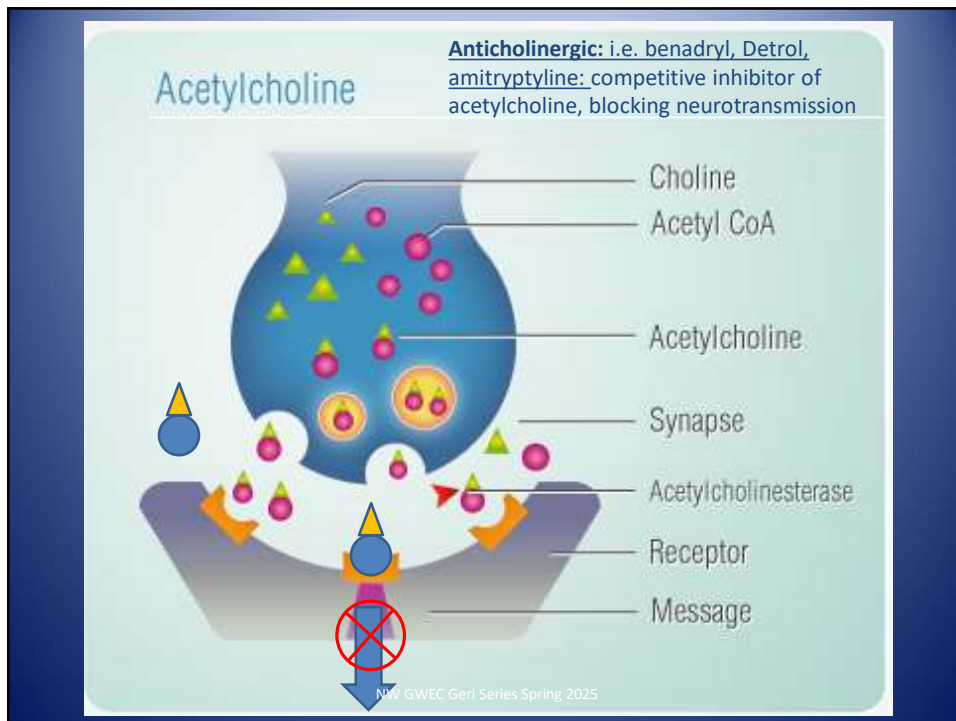 Anticholinergic: i.e. benadryl, Detrol,
amitryptyline: competitive inhibitor of
acetylcholine, blocking neurotransmission
Acetylcholine
Choline
Acetyl CoA
Acetylcholine
Synapse
Acetylcholinesterase
Receptor
Message
NW GWEC Geri Series Spring 2025